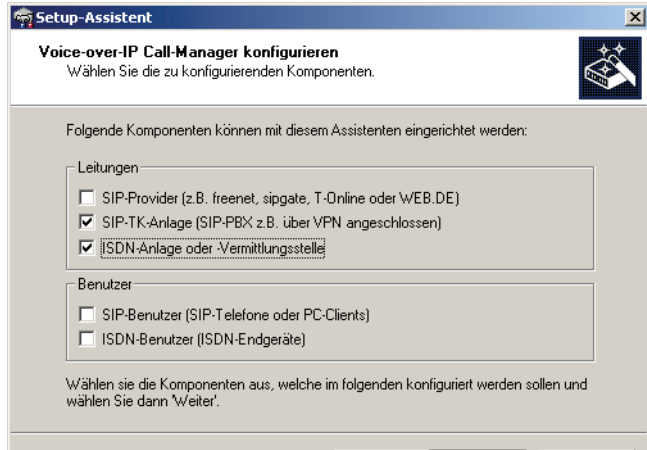 Setup-Assistent
Voice-over-IP Call-Manager konfigurieren
Wählen Sie die zu konfigurierenden Komponenten.
Folgende Komponenten können mit diesem Assistenten eingerichtet werden:
Leitungen
SIP-Provider (z.B. freenet, sipgate, T-Online oder WEB.DE)
SIP-TK-Anlage (SIP-PBX z.B. über VPN angeschlossen)
ISDN-Anlage oder -Vermittlungsstelle
Benutzer
SIP-Benutzer (SIP-Telefone oder PC-Clients)
ISDN-Benutzer (ISDN-Endgeräte)
Wählen sie die Komponenten aus, welche im folgenden konfiguriert werden sollen und
wählen Sie dann 'Weiter'.